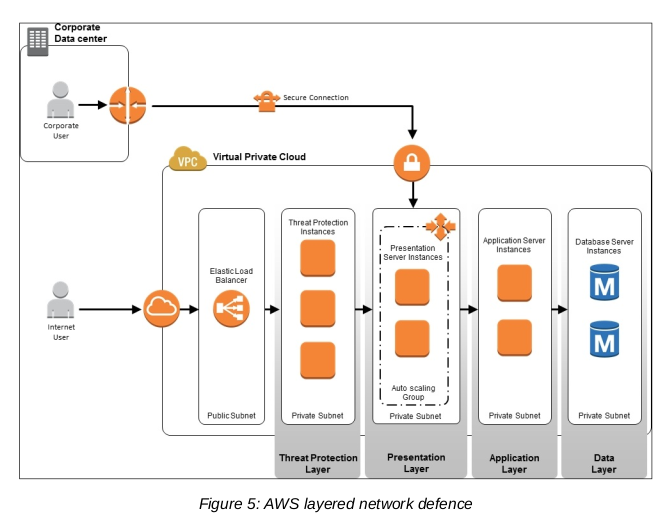 Corporate
Data center
Corporate
User
Secure Connection
VPC
Virtual Private Cloud
Internet
User
Elastic Load
Balancer
Public Subnet
Threat Protection
Instances
Private Subnet
Presentation
Server Instances
Auto scaling
Group
Private Subnet
Application Server
Instances
Private Subnet
Database Server
Instances
M
M
Private Subnet
Threat Protection
Layer
Presentation
Layer
Application
Layer
Data
Layer
Figure 5: AWS layered network defence